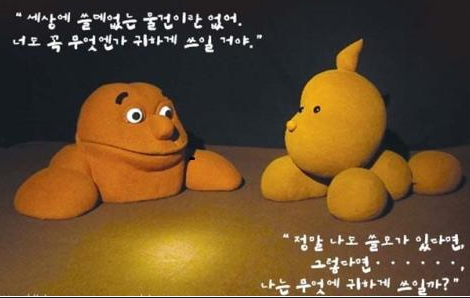 “ 세상에 쓸데없는 물건이란 없어.
너도 꼭 무엇엔가 귀하게 쓰일 거야.”
“ 정말 나도 쓸모가 있다면,
그렇다면 · · · · · · ,
나는 무엇에 귀하게 쓰일까?”